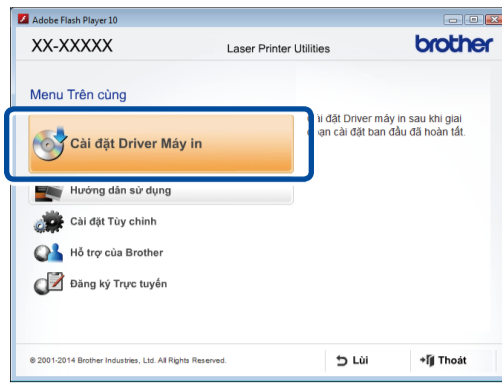 Adobe Flash Player 10
XX-XXXXX
Laser Printer Utilities
brother
Menu Trên cùng
Cài đặt Driver Máy in
ài đặt Driver máy in sau khi giai
ạn cài đặt ban đầu đã hoàn tất.
Hướng dẫn sử dụng
Cài đặt Tùy chỉnh
Hỗ trợ của Brother
Đăng ký Trực tuyến
© 2001-2014 Brother Industries, Ltd. All Rights Reserved.
Lùi
Thoát